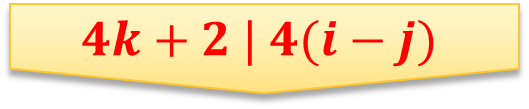 4k + 2 | 4(i − j)